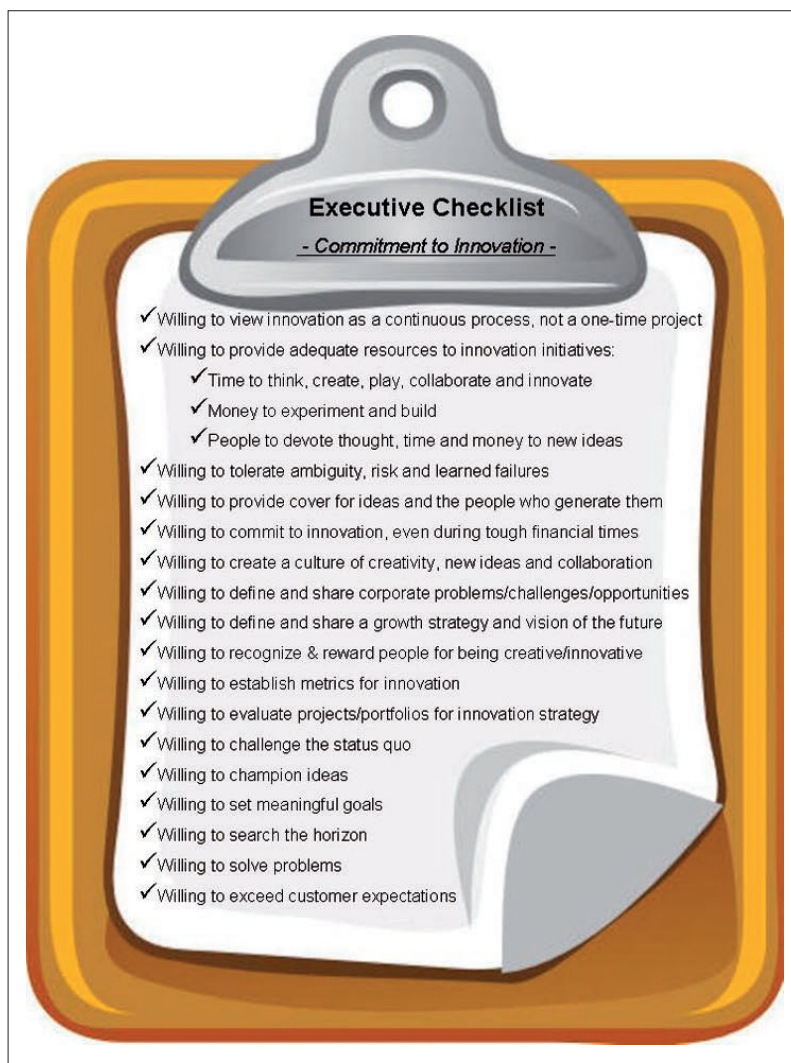 Executive Checklist
- Commitment to Innovation -
✓Willing to view innovation as a continuous process, not a one-time project
✓Willing to provide adequate resources to innovation initiatives:
✓Time to think, create, play, collaborate and innovate
✓Money to experiment and build
✓People to devote thought, time and money to new ideas
✓Willing to tolerate ambiguity, risk and learned failures
✓Willing to provide cover for ideas and the people who generate them
✓Willing to commit to innovation, even during tough financial times
✓Willing to create a culture of creativity, new ideas and collaboration
✓Willing to define and share corporate problems/challenges/opportunities
✓Willing to define and share a growth strategy and vision of the future
✓Willing to recognize & reward people for being creative/innovative
✓Willing to establish metrics for innovation
✓Willing to evaluate projects/portfolios for innovation strategy
✓Willing to challenge the status quo
✓Willing to champion ideas
✓Willing to set meaningful goals
✓Willing to search the horizon
✓Willing to solve problems
✓Willing to exceed customer expectations